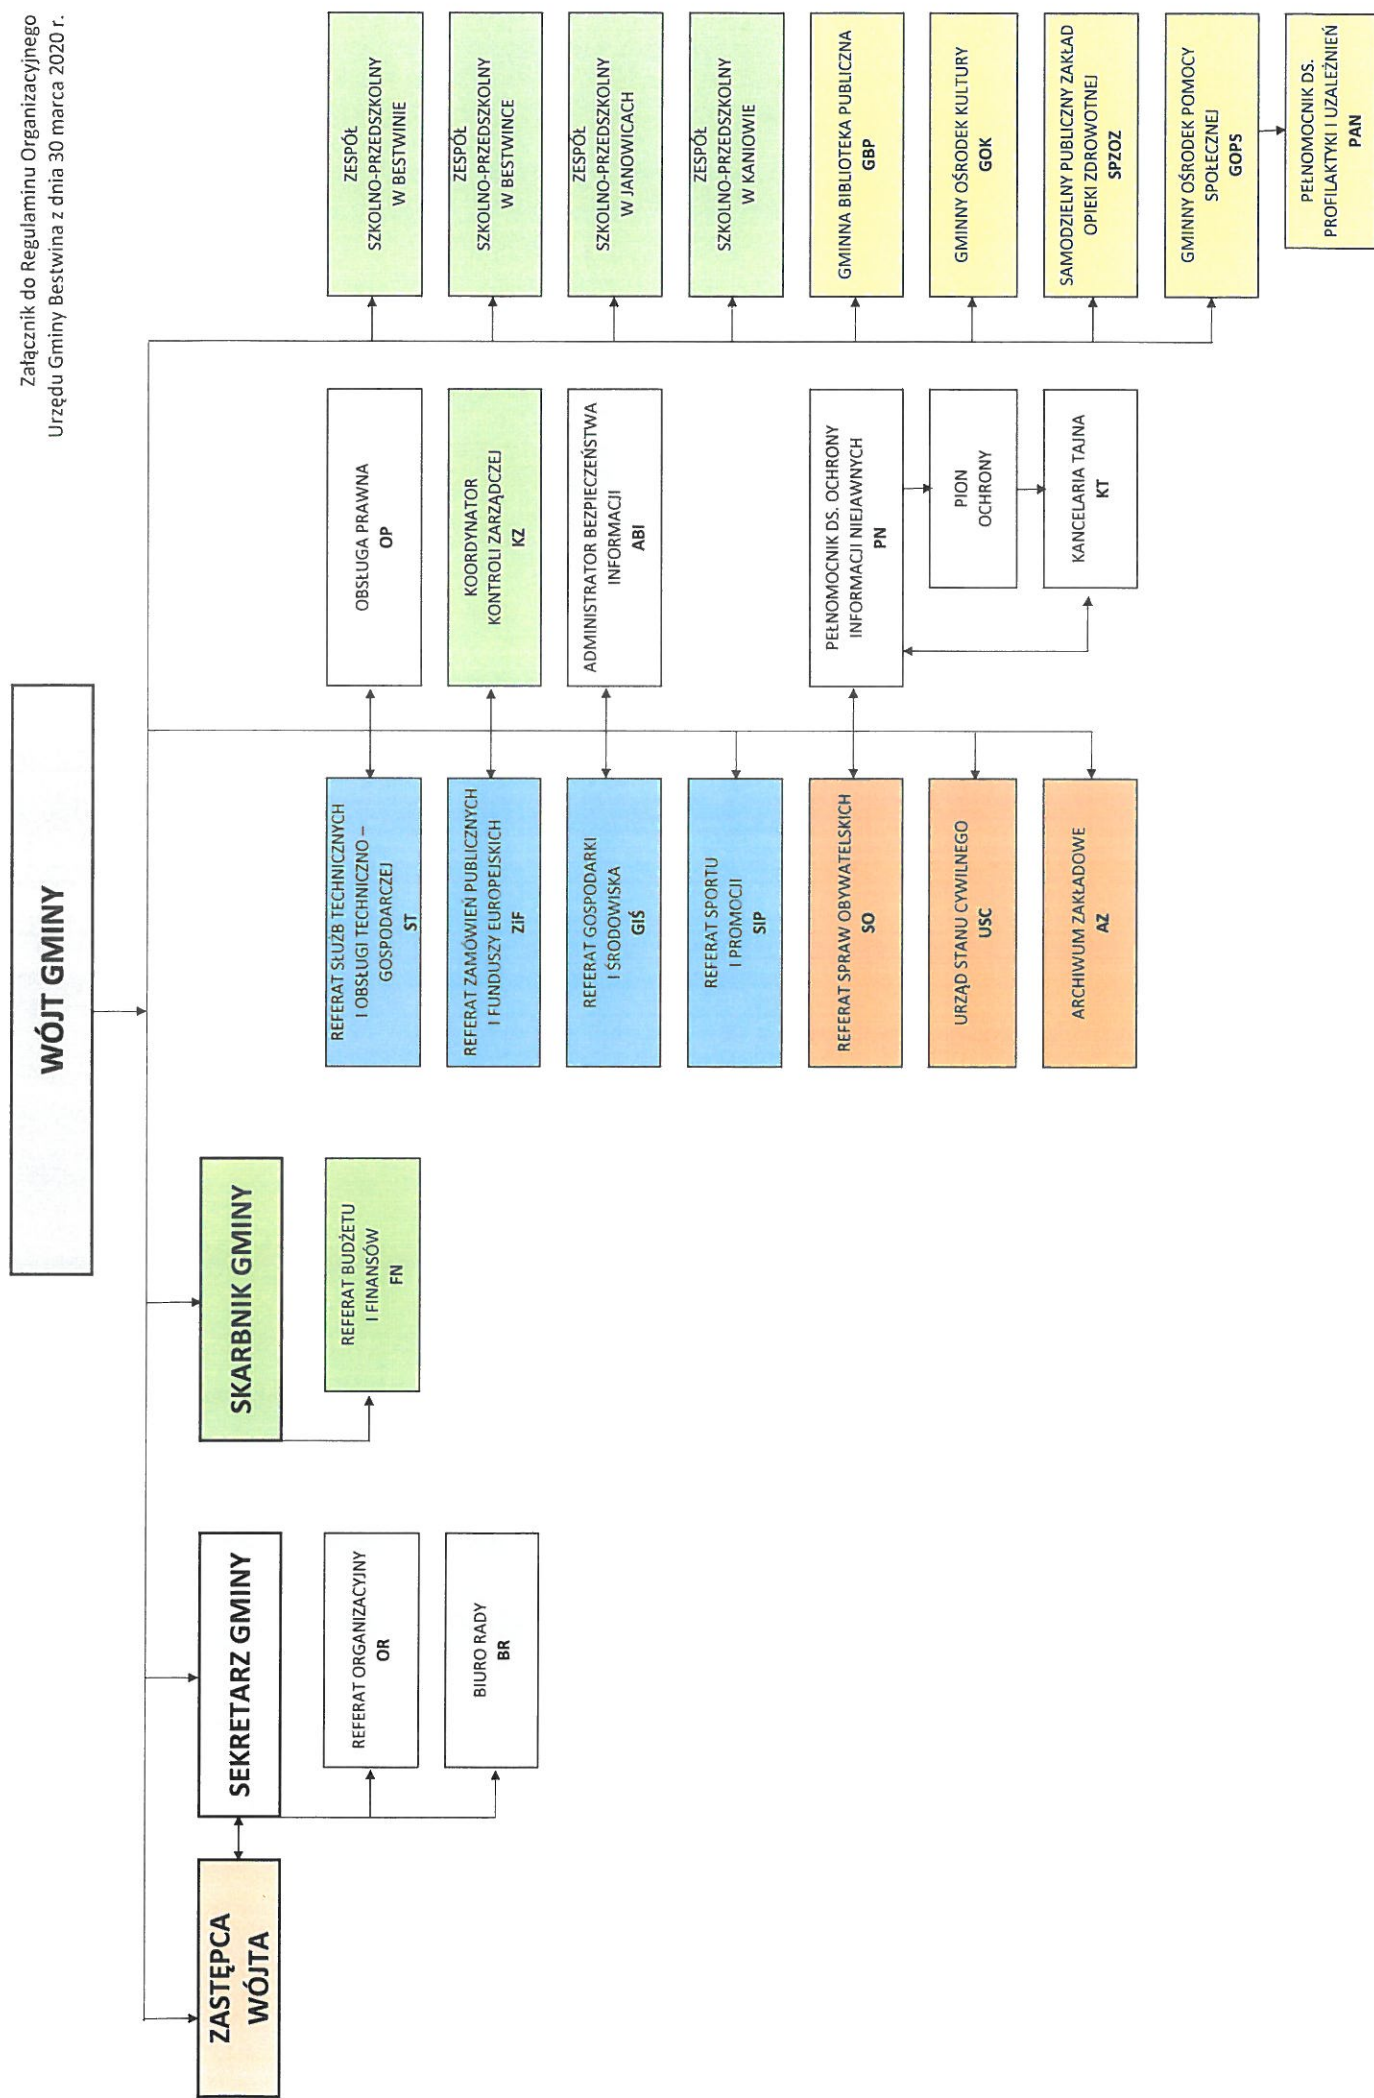 Załącznik do Regulaminu Organizacyjnego
Urzędu Gminy Bestwina z dnia 30 marca 2020 r.
WÓJT GMINY
ZASTĘPCA
WÓJTA
SEKRETARZ GMINY
REFERAT ORGANIZACYJNY
OR
BIURO RADY
BR
SKARBNIK GMINY
REFERAT BUDŻETU
I FINANSÓW
FN
REFERAT SŁUŻB TECHNICZNYCH
I OBSŁUGI TECHNICZNO –
GOSPODARCZEJ
ST
REFERAT ZAMÓWIEŃ PUBLICZNYCH
I FUNDUSZY EUROPEJSKICH
ZiF
REFERAT GOSPODARKI
I ŚRODOWISKA
GIŚ
REFERAT SPORTU
I PROMOCJI
SIP
REFERAT SPRAW OBYWATELSKICH
SO
URZĄD STANU CYWILNEGO
USC
ARCHIWUM ZAKŁADOWE
AZ
OBSŁUGA PRAWNA
OP
KOORDYNATOR
KONTROLI ZARZĄDCZEJ
KZ
ADMINISTRATOR BEZPIECZEŃSTWA
INFORMACJI
ABI
PEŁNOMOCNIK DS. OCHRONY
INFORMACJI NIEJAWNYCH
PN
PION
OCHRONY
KANCELARIA TAJNA
KT
ZESPÓŁ
SZKOLNO-PRZEDSZKOLNY
W BESTWINIE
ZESPÓŁ
SZKOLNO-PRZEDSZKOLNY
W BESTWINCE
ZESPÓŁ
SZKOLNO-PRZEDSZKOLNY
W JANOWICACH
ZESPÓŁ
SZKOLNO-PRZEDSZKOLNY
W KANIOWIE
GMINNA BIBLIOTEKA PUBLICZNA
GBP
GMINNY OŚRODEK KULTURY
GOK
SAMODZIELNY PUBLICZNY ZAKŁAD
OPIEKI ZDROWOTNEJ
SPZOZ
GMINNY OŚRODEK POMOCY
SPOŁECZNEJ
GOPS
PEŁNOMOCNIK DS.
PROFILAKTYKI I UZALEŻNIEŃ
PAN